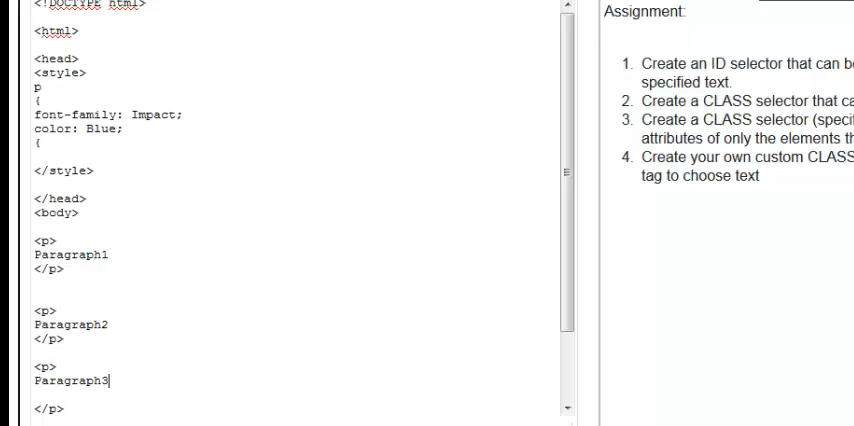 <!DOCTYPE html>
<html>
<head>
<style>
p
{
font-family: Impact;
color: Blue;
{
</style>
</head>
<body>
<p>
Paragraph1
</p>
<p>
Paragraph2
</p>
<p>
Paragraph3
</p>
Assignment:
1. Create an ID selector that can
specified text.
2. Create a CLASS selector that
3. Create a CLASS selector
attributes of only the elements
4. Create your own custom CLASS
tag to choose text